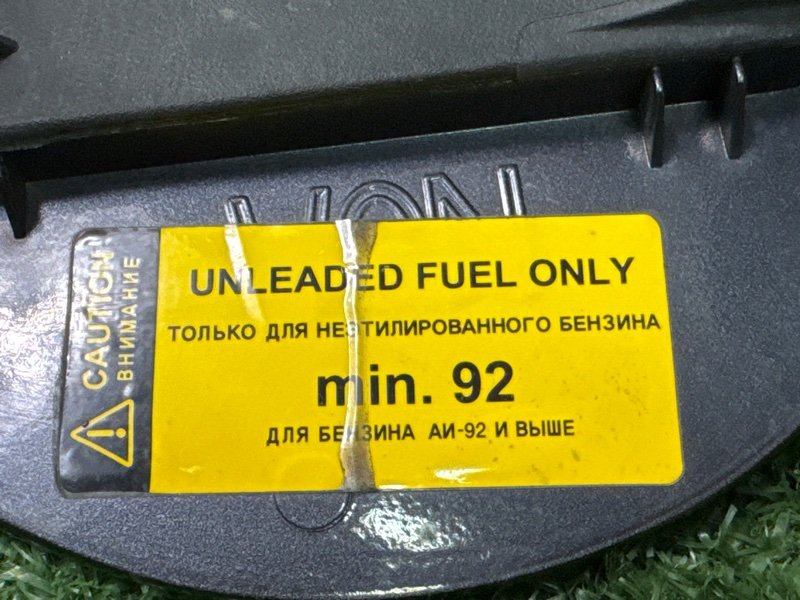 CAUTION
ВНИМАНИЕ
UNLEADED FUEL ONLY
ТОЛЬКО ДЛЯ НЕЭТИЛИРОВАННОГО БЕНЗИНА
min. 92
ДЛЯ БЕНЗИНА АИ-92 И ВЫШЕ